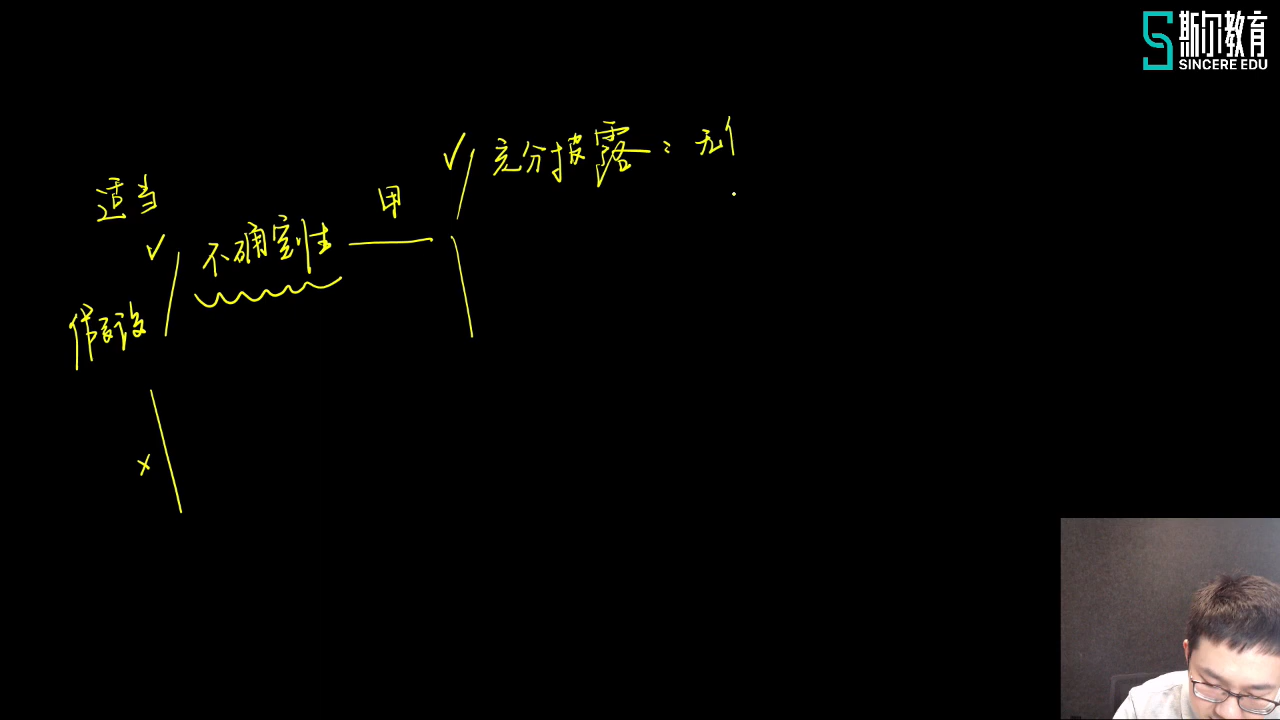 斯尔教育
SINCERE EDU
充分披露：无
甲
适当
✓
✓
不确定性
假设
×